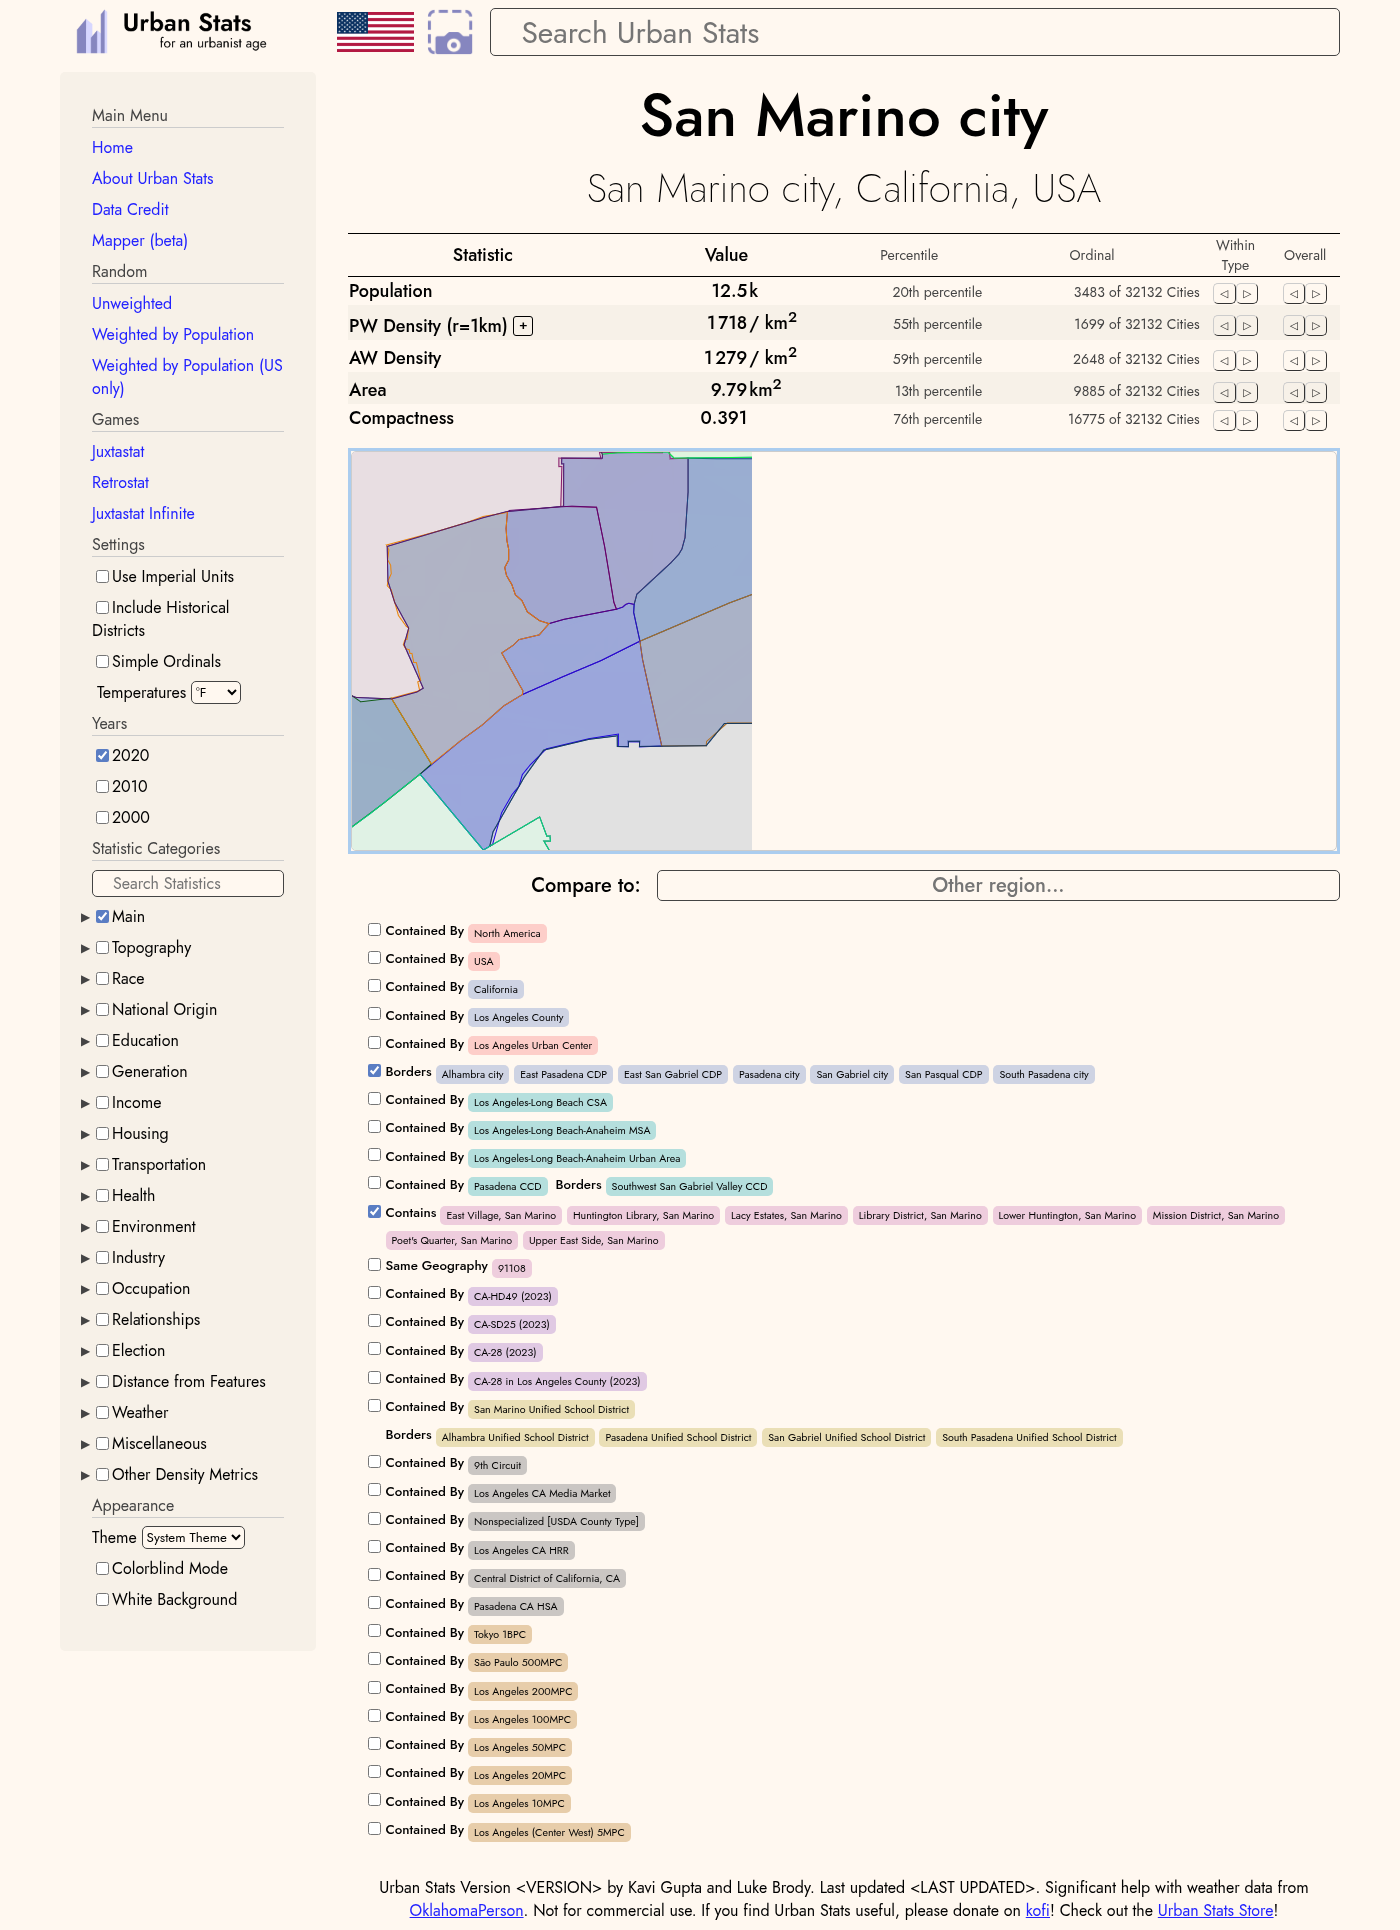 Urban Stats
for an urbanist age
Search Urban Stats
Main Menu
Home
About Urban Stats
Data Credit
Mapper (beta)
Random
Unweighted
Weighted by Population
Weighted by Population (US
only)
Games
Juxtastat
Retrostat
Juxtastat Infinite
Settings
Use Imperial Units
Include Historical
Districts
Simple Ordinals
Temperatures °F
Years
2020
2010
2000
Statistic Categories
Search Statistics
Main
Topography
Race
National Origin
Education
Generation
Income
Housing
Transportation
Health
Environment
Industry
Occupation
Relationships
Election
Distance from Features
Weather
Miscellaneous
Other Density Metrics
Appearance
Theme System Theme
Colorblind Mode
White Background
San Marino city
San Marino city, California, USA
Statistic Value Percentile Ordinal Within Type Overall
Population 12.5 k 20th percentile 3483 of 32132 Cities
PW Density (r=1km) + 1 718 / km² 55th percentile 1699 of 32132 Cities
AW Density 1 279 / km² 59th percentile 2648 of 32132 Cities
Area 9.79 km² 13th percentile 9885 of 32132 Cities
Compactness 0.391 76th percentile 16775 of 32132 Cities
Compare to: Other region...
Contained By North America
Contained By USA
Contained By California
Contained By Los Angeles County
Contained By Los Angeles Urban Center
Borders Alhambra city East Pasadena CDP East San Gabriel CDP Pasadena city San Gabriel city San Pasqual CDP South Pasadena city
Contained By Los Angeles-Long Beach CSA
Contained By Los Angeles-Long Beach-Anaheim MSA
Contained By Los Angeles-Long Beach-Anaheim Urban Area
Contained By Pasadena CCD Borders Southwest San Gabriel Valley CCD
Contains East Village, San Marino Huntington Library, San Marino Lacy Estates, San Marino Library District, San Marino Lower Huntington, San Marino Mission District, San Marino
Poet's Quarter, San Marino Upper East Side, San Marino
Same Geography 91108
Contained By CA-HD49 (2023)
Contained By CA-SD25 (2023)
Contained By CA-28 (2023)
Contained By CA-28 in Los Angeles County (2023)
Contained By San Marino Unified School District
Borders Alhambra Unified School District Pasadena Unified School District San Gabriel Unified School District South Pasadena Unified School District
Contained By 9th Circuit
Contained By Los Angeles CA Media Market
Contained By Nonspecialized [USDA County Type]
Contained By Los Angeles CA HRR
Contained By Central District of California, CA
Contained By Pasadena CA HSA
Contained By Tokyo 1BPC
Contained By São Paulo 500MPC
Contained By Los Angeles 200MPC
Contained By Los Angeles 100MPC
Contained By Los Angeles 50MPC
Contained By Los Angeles 20MPC
Contained By Los Angeles 10MPC
Contained By Los Angeles (Center West) 5MPC
Urban Stats Version <VERSION> by Kavi Gupta and Luke Brody. Last updated <LAST UPDATED>. Significant help with weather data from
OklahomaPerson. Not for commercial use. If you find Urban Stats useful, please donate on kofi! Check out the Urban Stats Store!